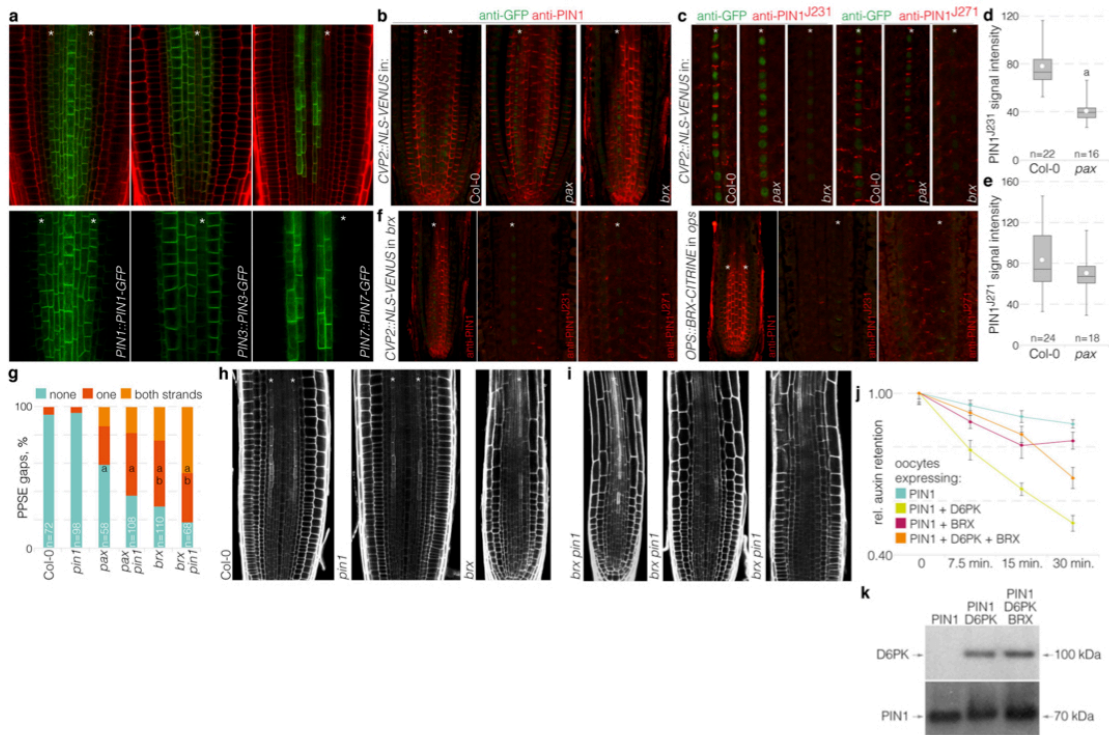 a
PIN1::PIN1-GFP
PIN3::PIN3-GFP
PIN7::PIN7-GFP
b
anti-GFP anti-PIN1
CVP2::NLS-VENUS in:
Col-0
pax
brx
c
anti-GFP anti-PIN1J231
anti-GFP anti-PIN1J271
CVP2::NLS-VENUS in:
Col-0
pax
brx
Col-0
pax
brx
d
PIN1J231 signal intensity
120
80
40
0
n=22
n=16
a
Col-0
pax
e
PIN1J271 signal intensity
160
120
80
40
0
n=24
n=18
Col-0
pax
f
CVP2::NLS-VENUS in brx
anti-PIN1
anti-PIN1J231
anti-PIN1J271
OPS::BRX-CITRINE in ops
anti-PIN1
anti-PIN1J231
anti-PIN1J271
g
none
one
both strands
PPSE gaps, %
100
0
n=72
n=98
n=58
n=108
n=110
n=68
a
a
a
b
a
b
Col-0
pin1
pax
pax
pin1
brx
brx
pin1
h
Col-0
pin1
brx
i
brx pin1
brx pin1
brx pin1
j
rel. auxin retention
1.00
0.40
oocytes
expressing:
PIN1
PIN1 + D6PK
PIN1 + BRX
PIN1 + D6PK + BRX
0
7.5 min.
15 min.
30 min.
k
PIN1
PIN1
D6PK
PIN1
D6PK
BRX
D6PK
100 kDa
PIN1
70 kDa